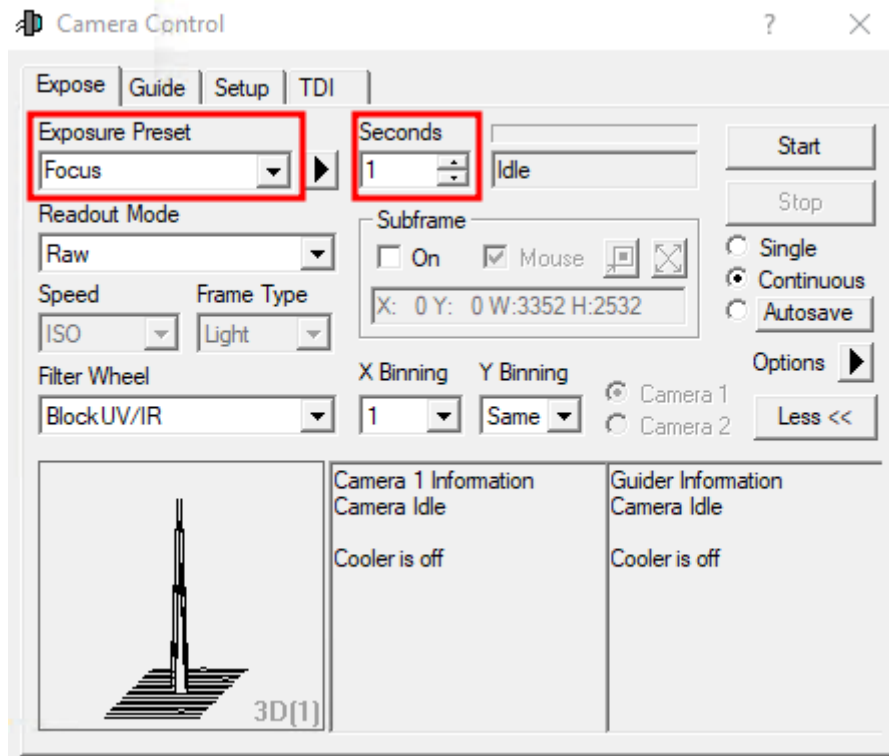 Camera Control ?
Expose Guide Setup TDI
Exposure Preset Seconds
Focus 1 Idle Start
Stop
Readout Mode Subframe
Raw On Mouse Single
Continuous
Speed Frame Type X: 0 Y: 0 W:3352 H:2532
ISO Light Autosave
Filter Wheel X Binning Y Binning Options
Camera 1
BlockUV/IR 1 Same Camera 2 Less <<
Camera 1 Information Guider Information
Camera Idle Camera Idle
Cooler is off Cooler is off
3D(1)